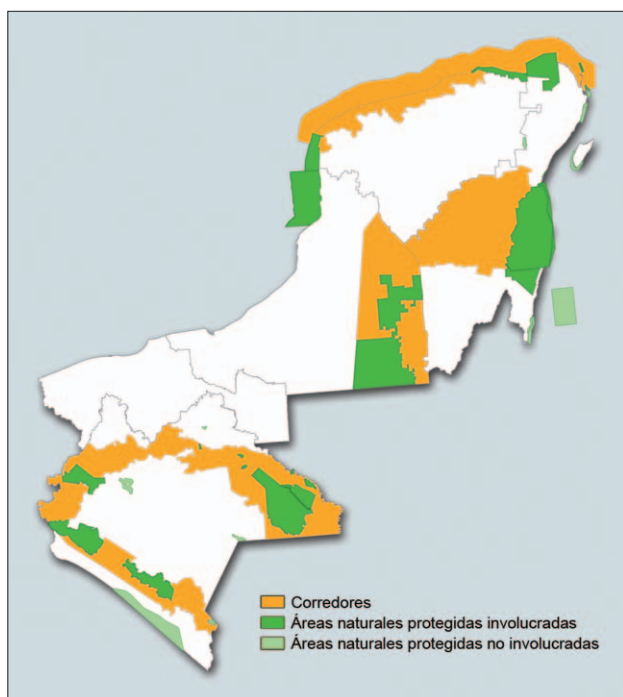 Corredores
Áreas naturales protegidas involucradas
Áreas naturales protegidas no involucradas